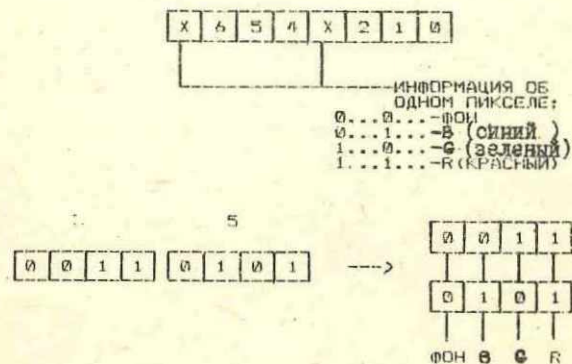 X 6 5 4 X 2 1 0
ИНФОРМАЦИЯ ОБ
ОДНОМ ПИКСЕЛЕ:
0...0...-ФОН
0...1...-B (синий )
1...0...-G (зеленый)
1...1...-R(КРАСНЫЙ)
5
0 0 1 1 0 1 0 1 ---->
0 0 1 1
0 1 0 1
ФОН B G R